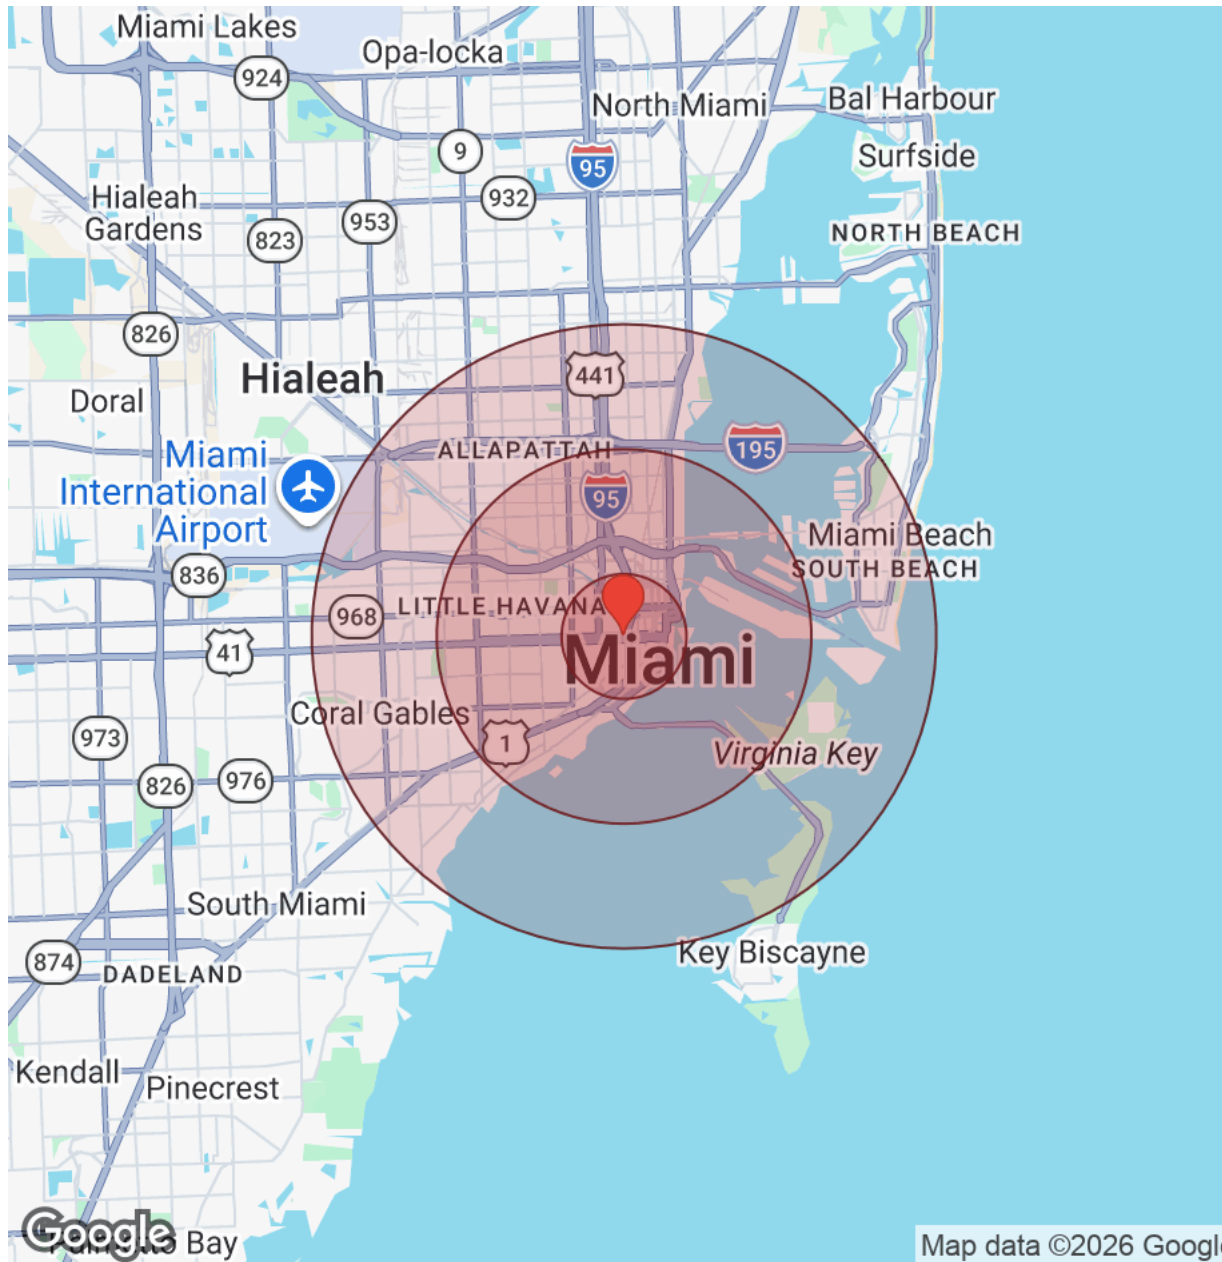 Miami Lakes
Opa-locka
924
North Miami
Bal Harbour
9
95
Surfside
932
Hialeah
Gardens
953
823
NORTH BEACH
826
441
Hialeah
Doral
ALLAPATTAH
195
Miami
International
Airport
95
Miami Beach
SOUTH BEACH
836
968
LITTLE HAVANA
41
Miami
Coral Gables
973
1
Virginia Key
826
976
South Miami
Key Biscayne
874
DADELAND
Kendall
Pinecrest
Google
Palmetto Bay
Map data ©2026 Google